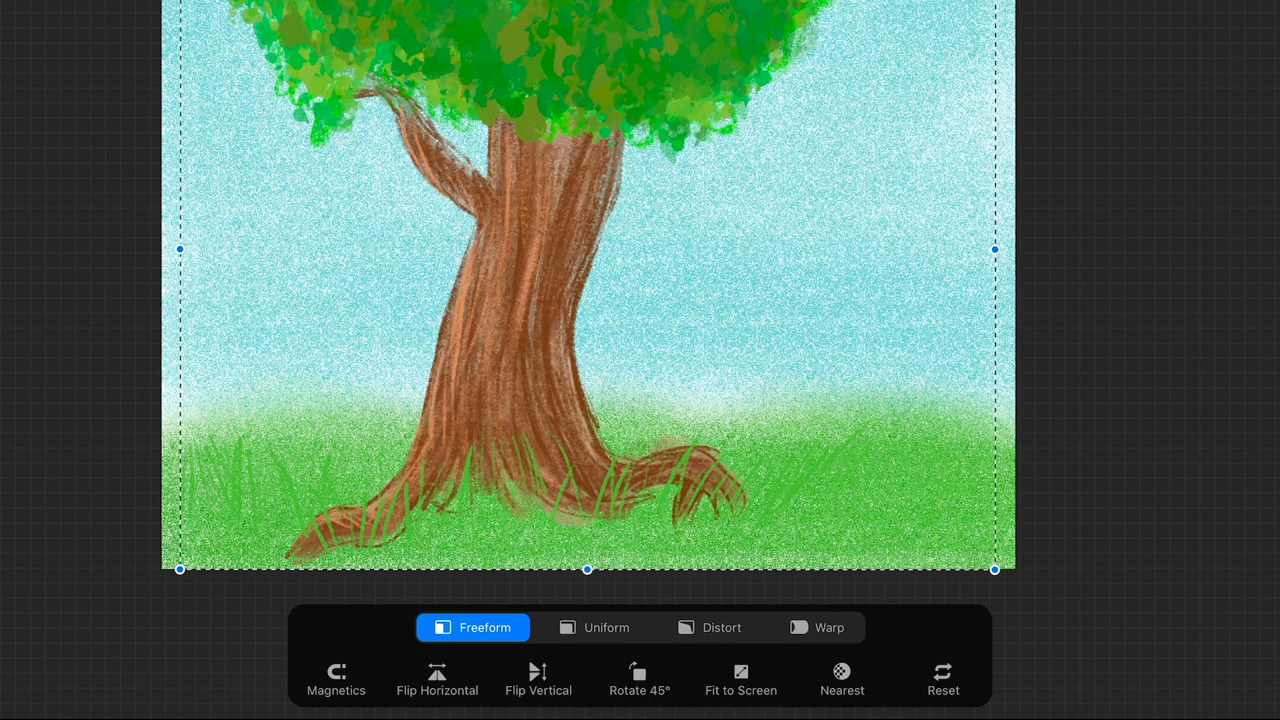 Freeform Uniform Distort Warp
Magnetics Flip Horizontal Flip Vertical Rotate 45° Fit to Screen Nearest Reset